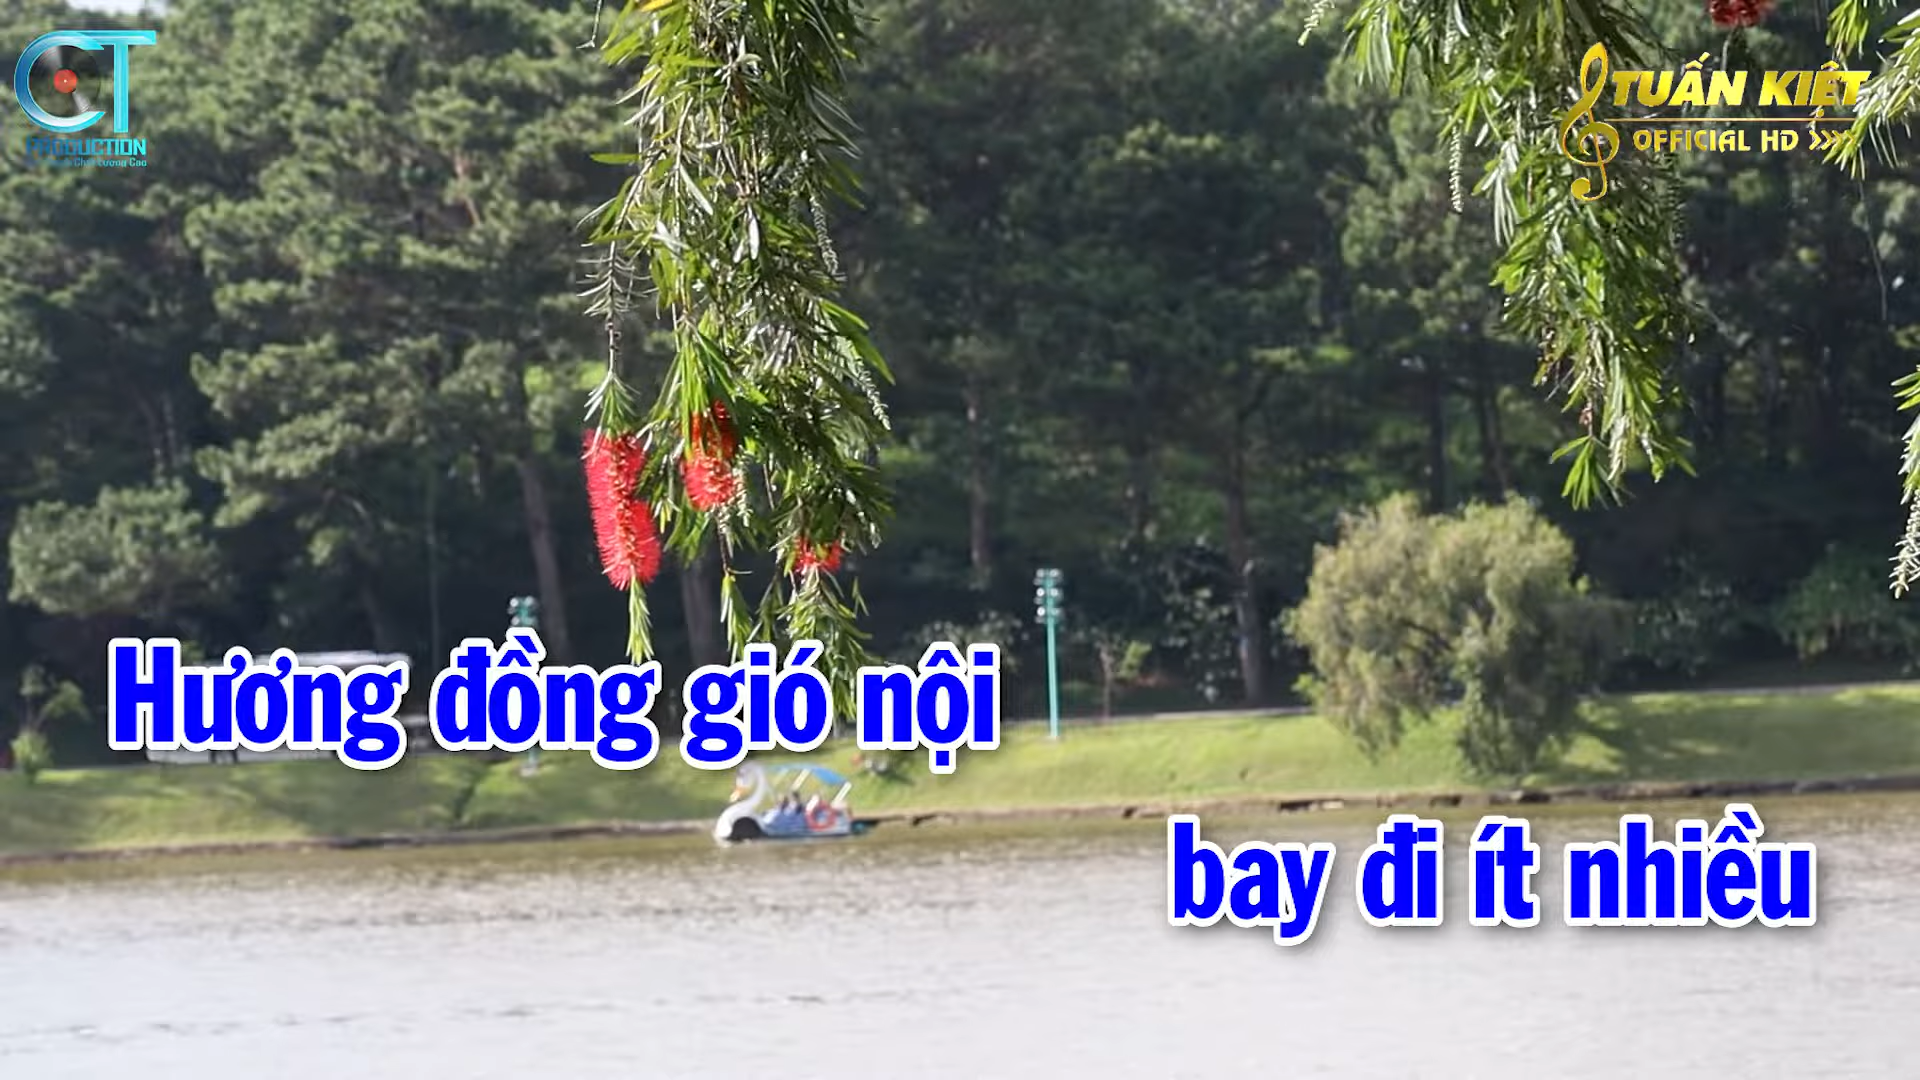 CT
PRODUCTION
TUẤN KIỆT
OFFICIAL HD
Hương đồng gió nội
bay đi ít nhiều